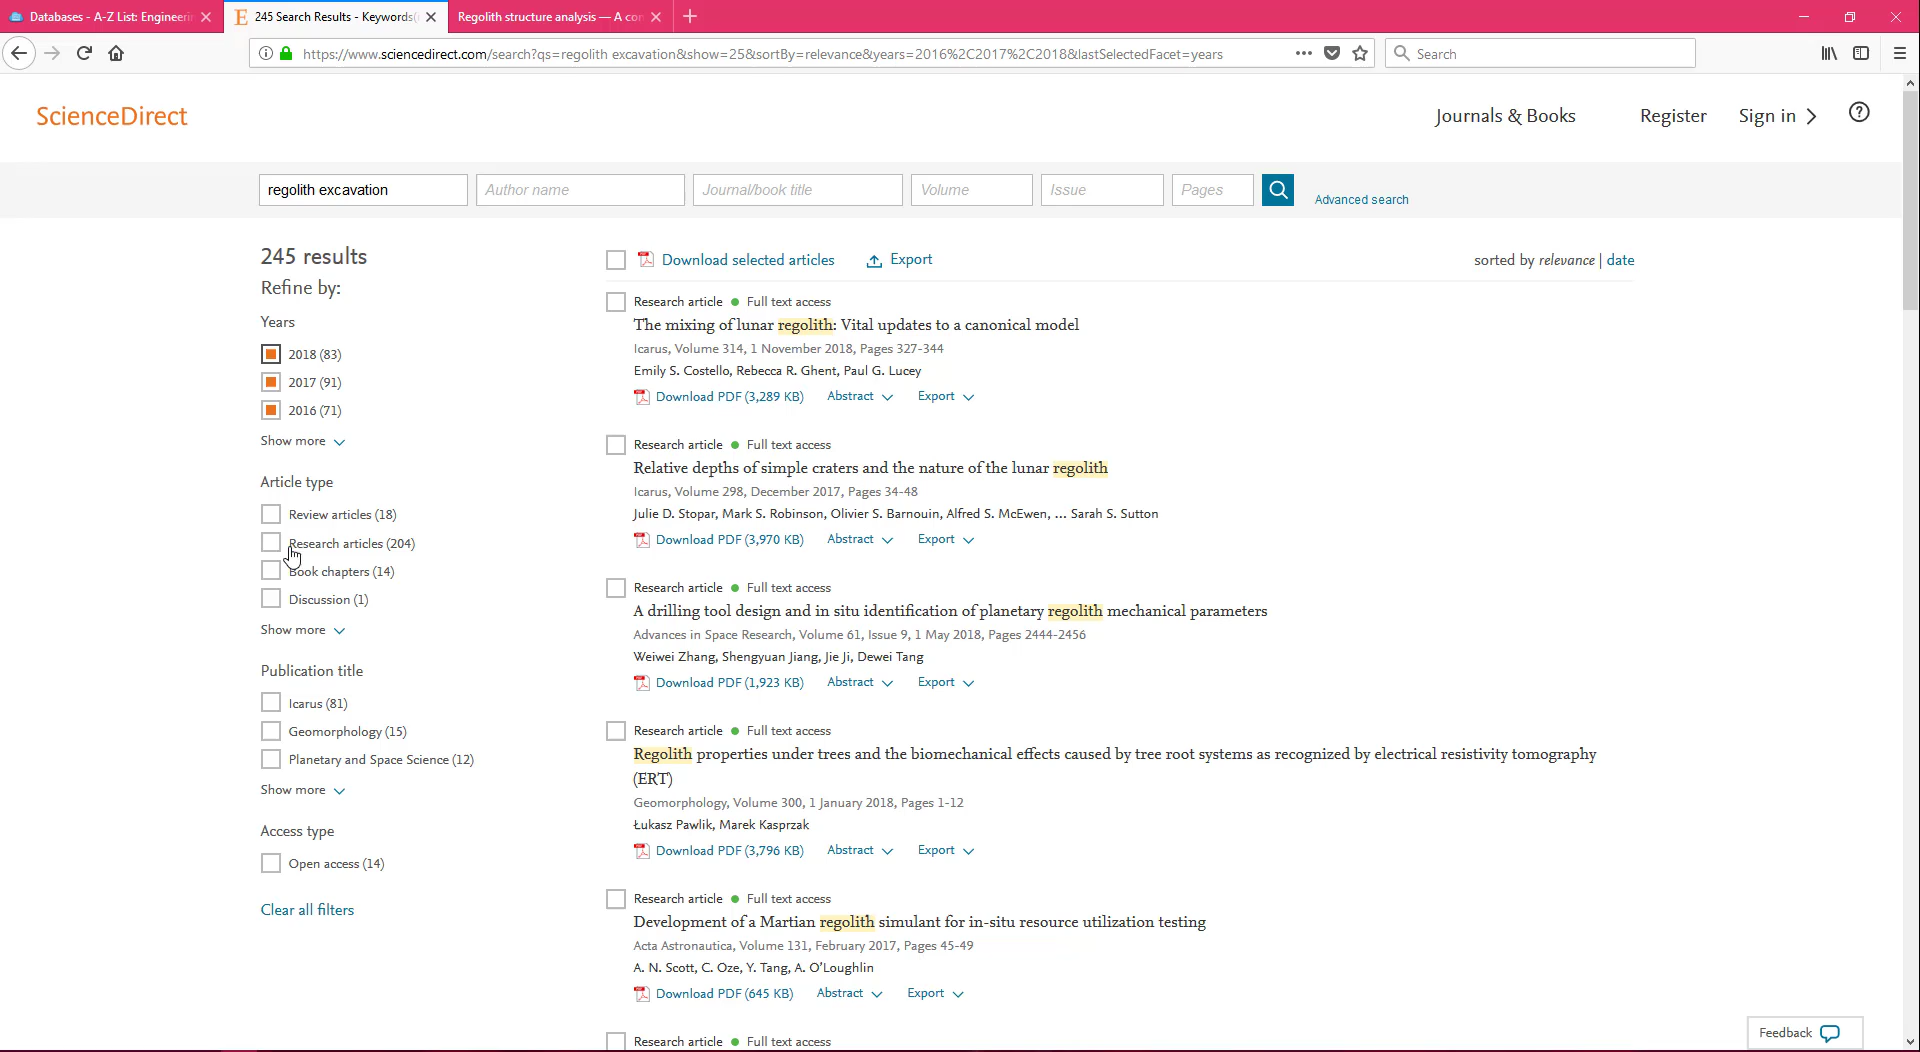 Databases - A-Z List: Engineeri
245 Search Results - Keywords(
Regolith structure analysis — A con
https://www.sciencedirect.com/search?qs=regolith excavation&show=25&sortBy=relevance&years=2016%2C2017%2C2018&lastSelectedFacet=years
Search
ScienceDirect
Journals & Books
Register
Sign in
regolith excavation
Author name
Journal/book title
Volume
Issue
Pages
Advanced search
245 results
Refine by:
Years
2018 (83)
2017 (91)
2016 (71)
Show more
Article type
Review articles (18)
Research articles (204)
Book chapters (14)
Discussion (1)
Show more
Publication title
Icarus (81)
Geomorphology (15)
Planetary and Space Science (12)
Show more
Access type
Open access (14)
Clear all filters
Download selected articles Export
sorted by relevance | date
Research article Full text access
The mixing of lunar regolith: Vital updates to a canonical model
Icarus, Volume 314, 1 November 2018, Pages 327-344
Emily S. Costello, Rebecca R. Ghent, Paul G. Lucey
Download PDF (3,289 KB) Abstract Export
Research article Full text access
Relative depths of simple craters and the nature of the lunar regolith
Icarus, Volume 298, December 2017, Pages 34-48
Julie D. Stopar, Mark S. Robinson, Olivier S. Barnouin, Alfred S. McEwen, ... Sarah S. Sutton
Download PDF (3,970 KB) Abstract Export
Research article Full text access
A drilling tool design and in situ identification of planetary regolith mechanical parameters
Advances in Space Research, Volume 61, Issue 9, 1 May 2018, Pages 2444-2456
Weiwei Zhang, Shengyuan Jiang, Jie Ji, Dewei Tang
Download PDF (1,923 KB) Abstract Export
Research article Full text access
Regolith properties under trees and the biomechanical effects caused by tree root systems as recognized by electrical resistivity tomography
(ERT)
Geomorphology, Volume 300, 1 January 2018, Pages 1-12
Łukasz Pawlik, Marek Kasprzak
Download PDF (3,796 KB) Abstract Export
Research article Full text access
Development of a Martian regolith simulant for in-situ resource utilization testing
Acta Astronautica, Volume 131, February 2017, Pages 45-49
A. N. Scott, C. Oze, Y. Tang, A. O'Loughlin
Download PDF (645 KB) Abstract Export
Research article Full text access
Feedback